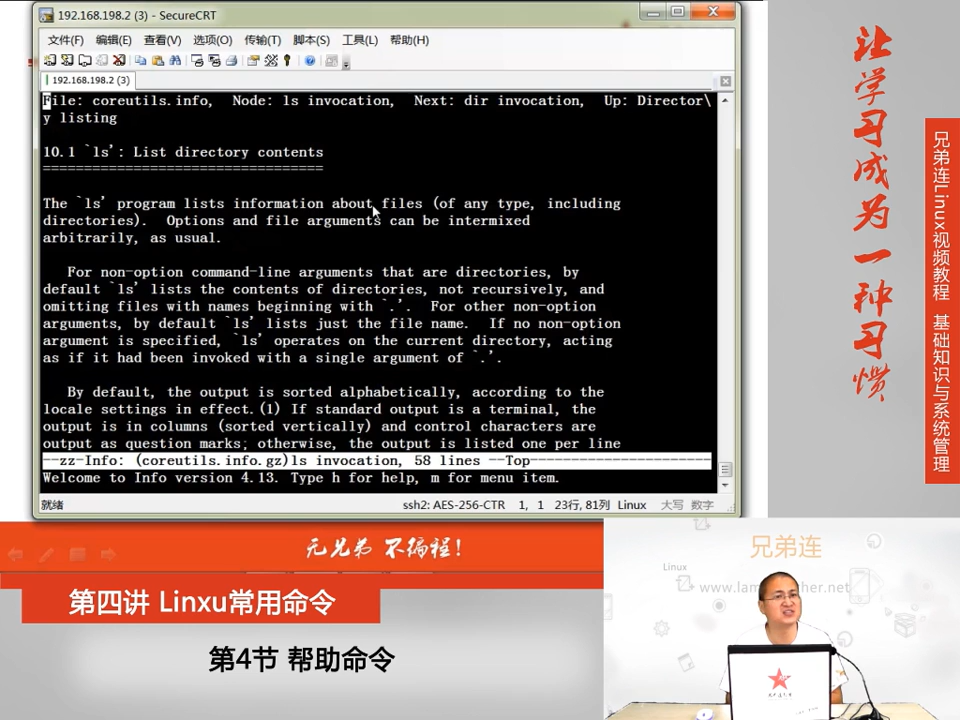 192.168.198.2 (3) - SecureCRT
文件(F) 编辑(E) 查看(V) 选项(O) 传输(T) 脚本(S) 工具(L) 帮助(H)
192.168.198.2 (3)
File: coreutils.info, Node: ls invocation, Next: dir invocation, Up: Director\
y listing
10.1 `ls': List directory contents
==================================
The `ls' program lists information about files (of any type, including
directories). Options and file arguments can be intermixed
arbitrarily, as usual.
For non-option command-line arguments that are directories, by
default `ls' lists the contents of directories, not recursively, and
omitting files with names beginning with `.'. For other non-option
arguments, by default `ls' lists just the file name. If no non-option
argument is specified, `ls' operates on the current directory, acting
as if it had been invoked with a single argument of `.'.
By default, the output is sorted alphabetically, according to the
locale settings in effect.(1) If standard output is a terminal, the
output is in columns (sorted vertically) and control characters are
output as question marks; otherwise, the output is listed one per line
--zz-Info: (coreutils.info.gz)ls invocation, 58 lines --Top----------------------
Welcome to Info version 4.13. Type h for help, m for menu item.
就绪 ssh2: AES-256-CTR 1, 1 23行, 81列 Linux 大写 数字
让学习成为一种习惯
兄弟连Linux视频教程 基础知识与系统管理
无兄弟 不编程!
第四讲 Linxu常用命令
第4节 帮助命令
兄弟连
Linux